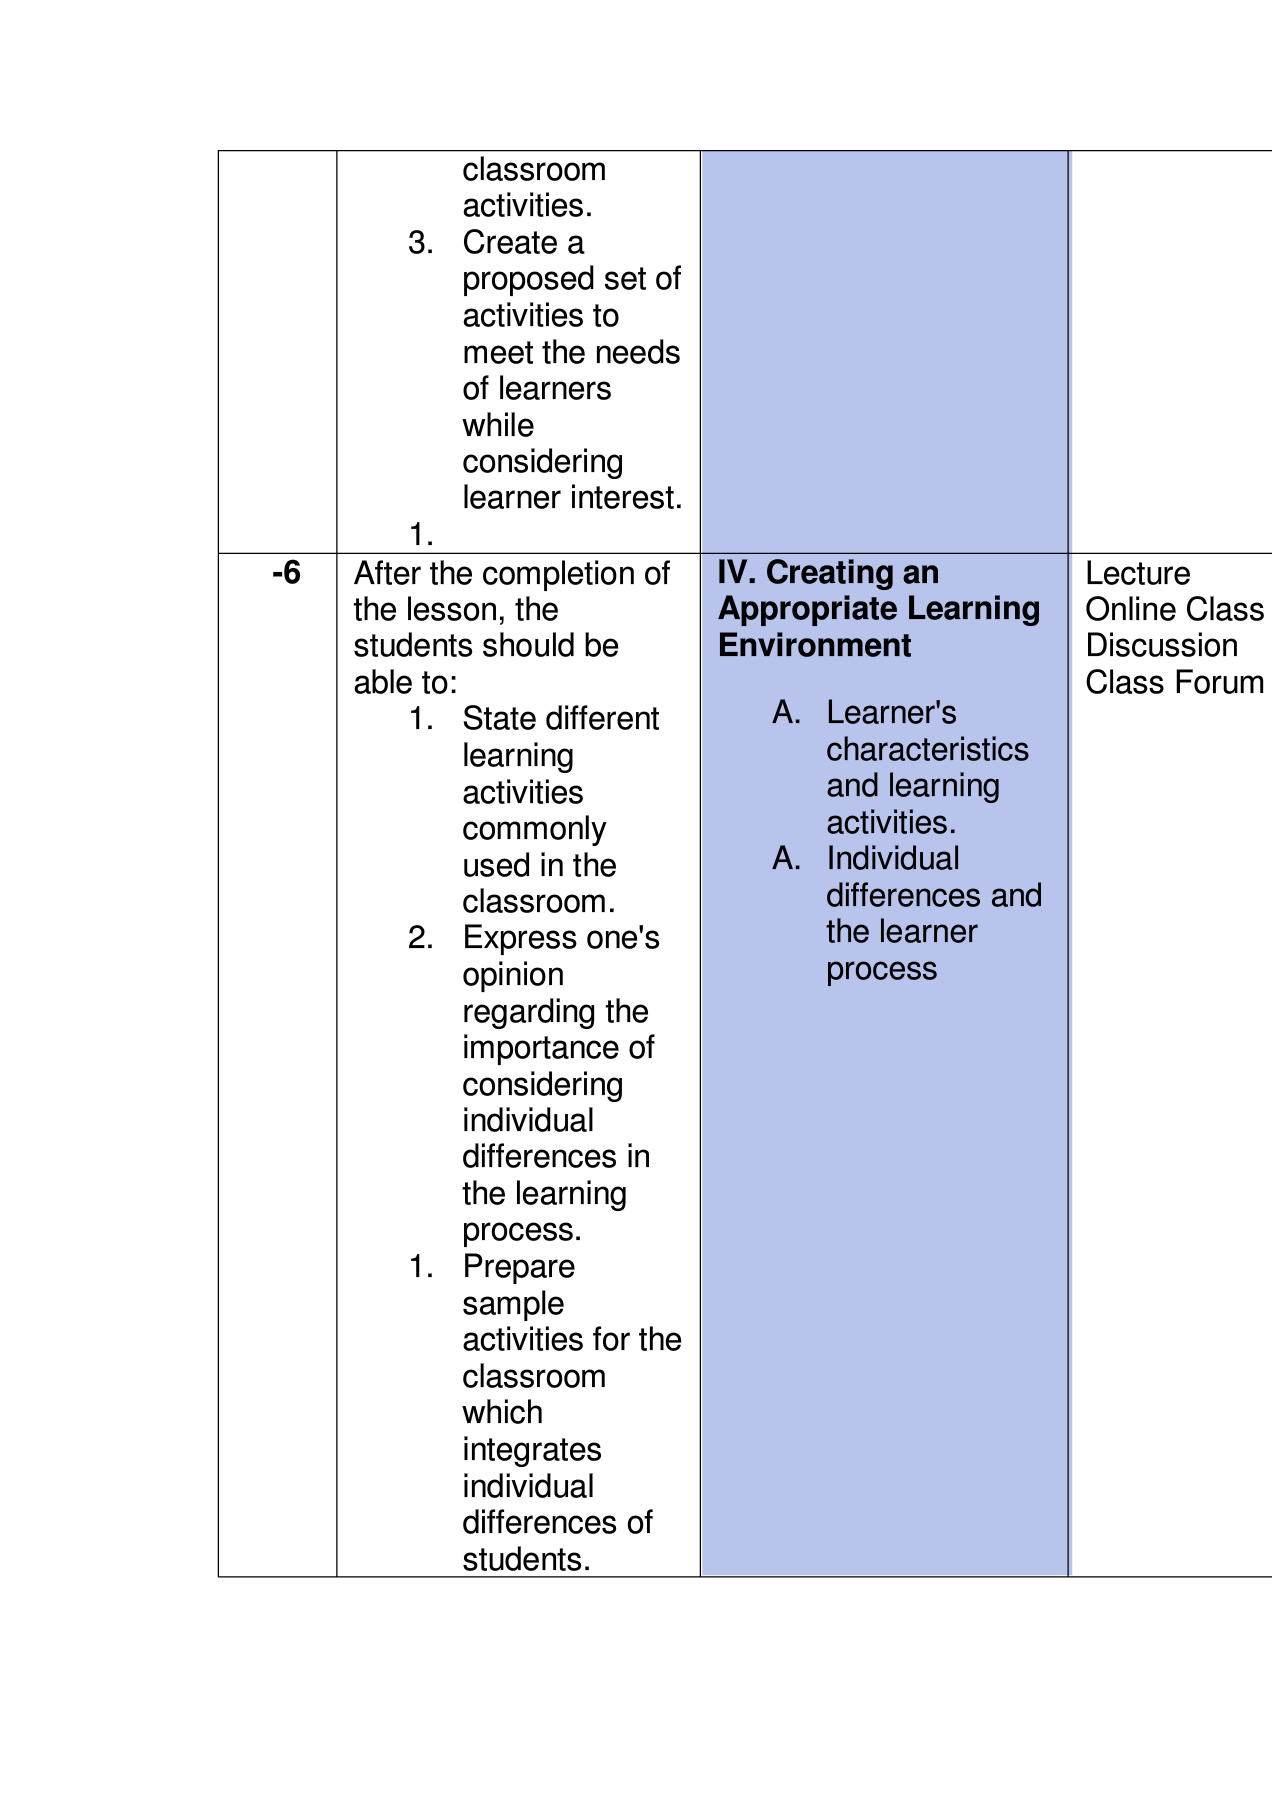 classroom
activities.
3. Create a
proposed set of
activities to
meet the needs
of learners
while
considering
learner interest.
1.
-6
After the completion of
the lesson, the
students should be
able to:
1. State different
learning
activities
commonly
used in the
classroom.
2. Express one's
opinion
regarding the
importance of
considering
individual
differences in
the learning
process.
1. Prepare
sample
activities for the
classroom
which
integrates
individual
differences of
students.
IV. Creating an
Appropriate Learning
Environment
A. Learner's
characteristics
and learning
activities.
A. Individual
differences and
the learner
process
Lecture
Online Class
Discussion
Class Forum